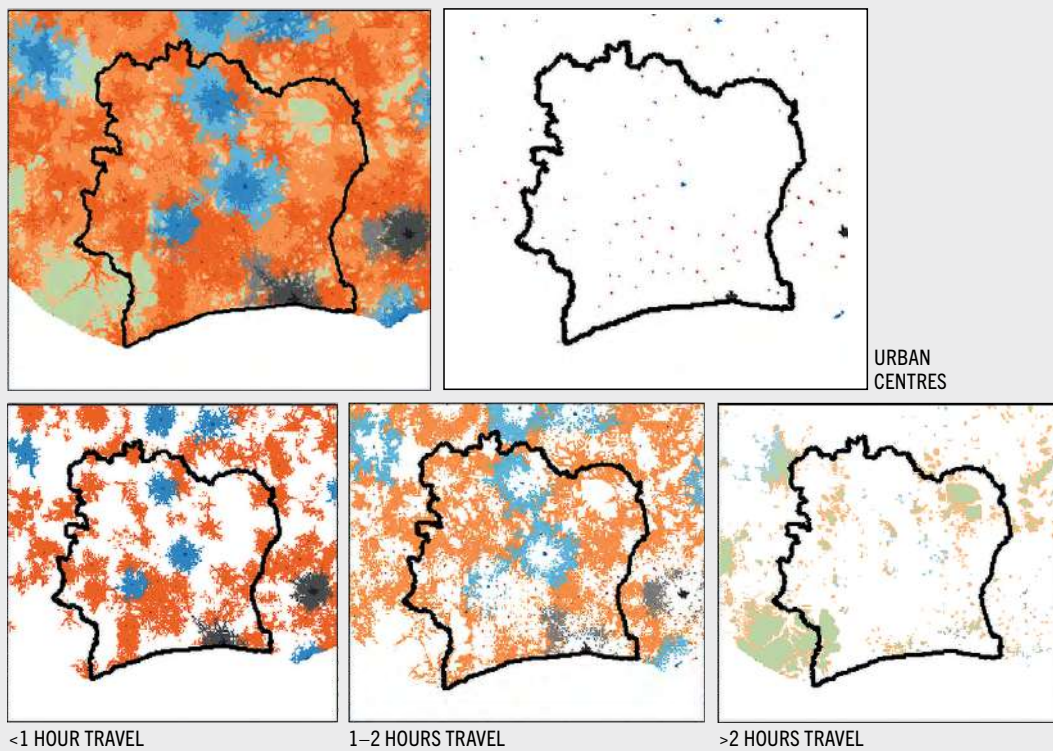 URBAN
CENTRES
<1 HOUR TRAVEL
1–2 HOURS TRAVEL
>2 HOURS TRAVEL